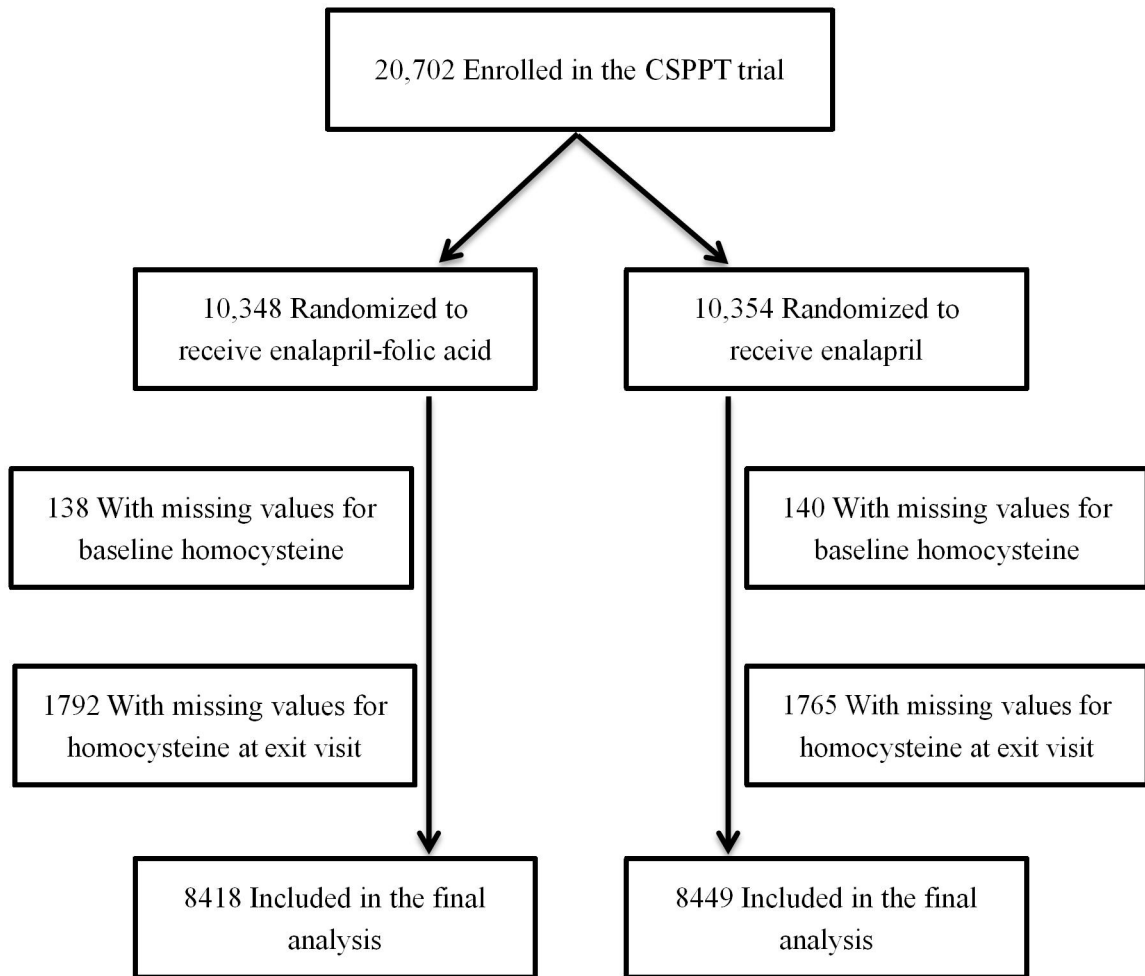 20,702 Enrolled in the CSPPT trial
10,348 Randomized to
receive enalapril-folic acid
10,354 Randomized to
receive enalapril
138 With missing values for
baseline homocysteine
140 With missing values for
baseline homocysteine
1792 With missing values for
homocysteine at exit visit
1765 With missing values for
homocysteine at exit visit
8418 Included in the final
analysis
8449 Included in the final
analysis